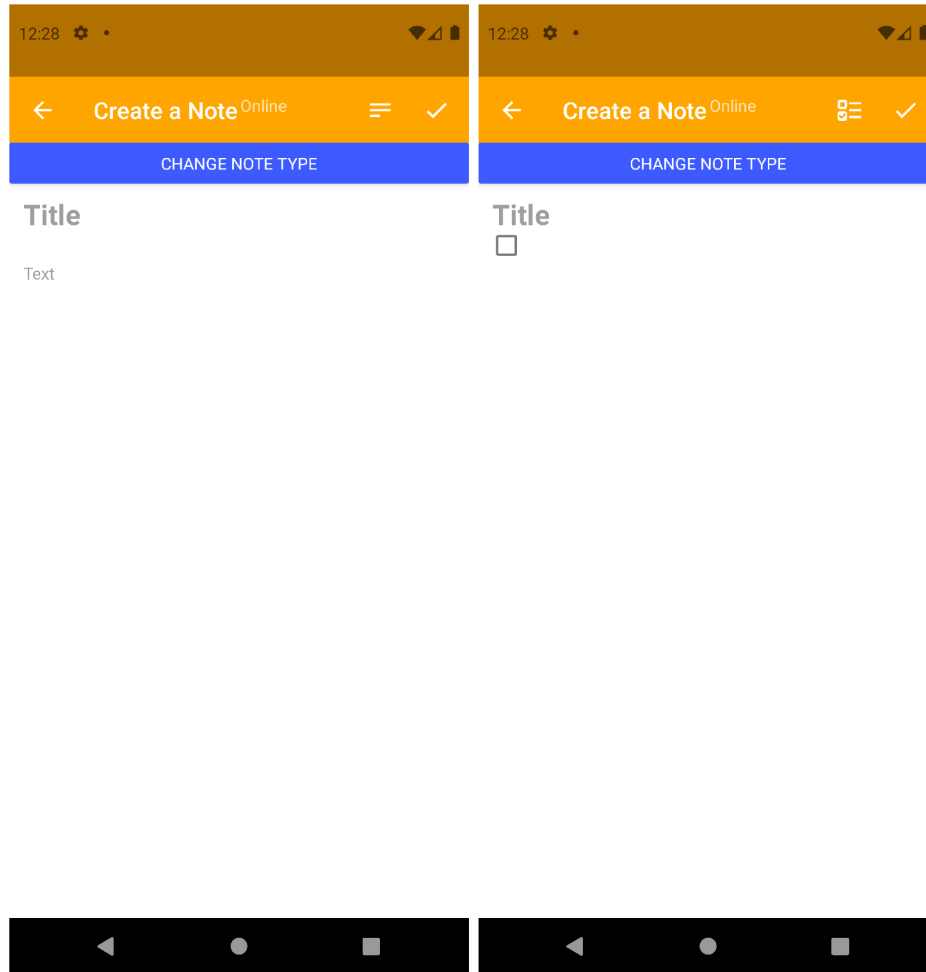 12:28
Create a Note Online
CHANGE NOTE TYPE
Title
Text
12:28
Create a Note Online
CHANGE NOTE TYPE
Title